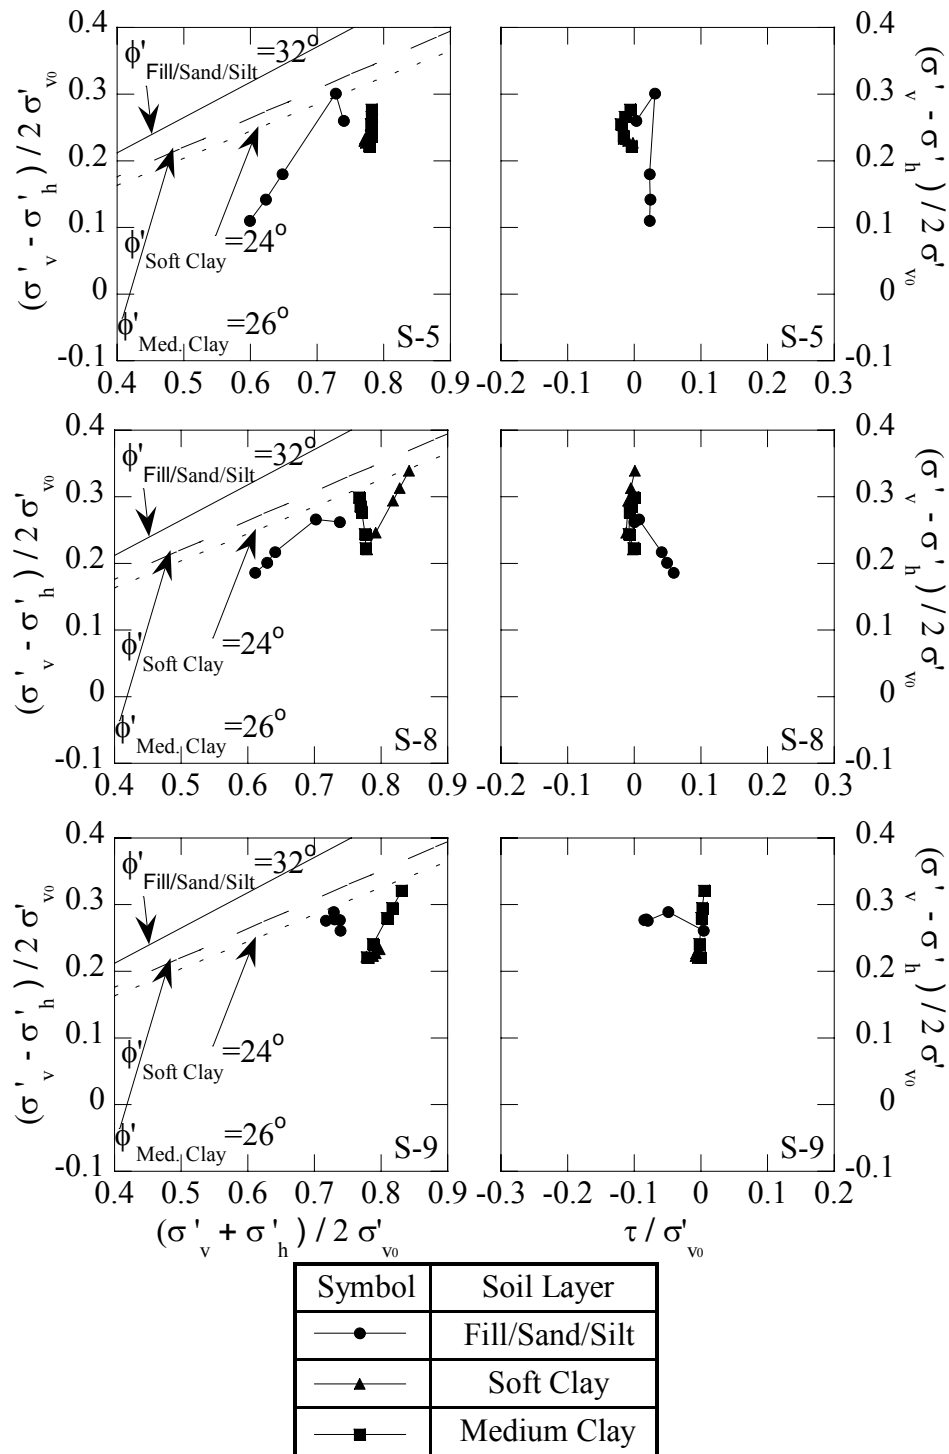 0.4
0.3
0.2
0.1
0
-0.1
(σ'v - σ'h) / 2 σ'v0
ϕ'Fill/Sand/Silt =32o
ϕ'Soft Clay =24o
ϕ'Med. Clay =26o
S-5
0.4 0.5 0.6 0.7 0.8 0.9
S-5
-0.2 -0.1 0 0.1 0.2 0.3
0.4
0.3
0.2
0.1
0
-0.1
(σ'v - σ'h) / 2 σ'v0
0.4
0.3
0.2
0.1
0
-0.1
(σ'v - σ'h) / 2 σ'v0
ϕ'Fill/Sand/Silt =32o
ϕ'Soft Clay =24o
ϕ'Med. Clay =26o
S-8
0.4 0.5 0.6 0.7 0.8 0.9
S-8
-0.2 -0.1 0 0.1 0.2 0.3
0.4
0.3
0.2
0.1
0
-0.1
(σ'v - σ'h) / 2 σ'v0
0.4
0.3
0.2
0.1
0
-0.1
(σ'v - σ'h) / 2 σ'v0
ϕ'Fill/Sand/Silt =32o
ϕ'Soft Clay =24o
ϕ'Med. Clay =26o
S-9
0.4 0.5 0.6 0.7 0.8 0.9
(σ'v + σ'h) / 2 σ'v0
S-9
-0.3 -0.2 -0.1 0 0.1 0.2
τ / σ'v0
0.4
0.3
0.2
0.1
0
-0.1
(σ'v - σ'h) / 2 σ'v0
Symbol Soil Layer
Fill/Sand/Silt
Soft Clay
Medium Clay